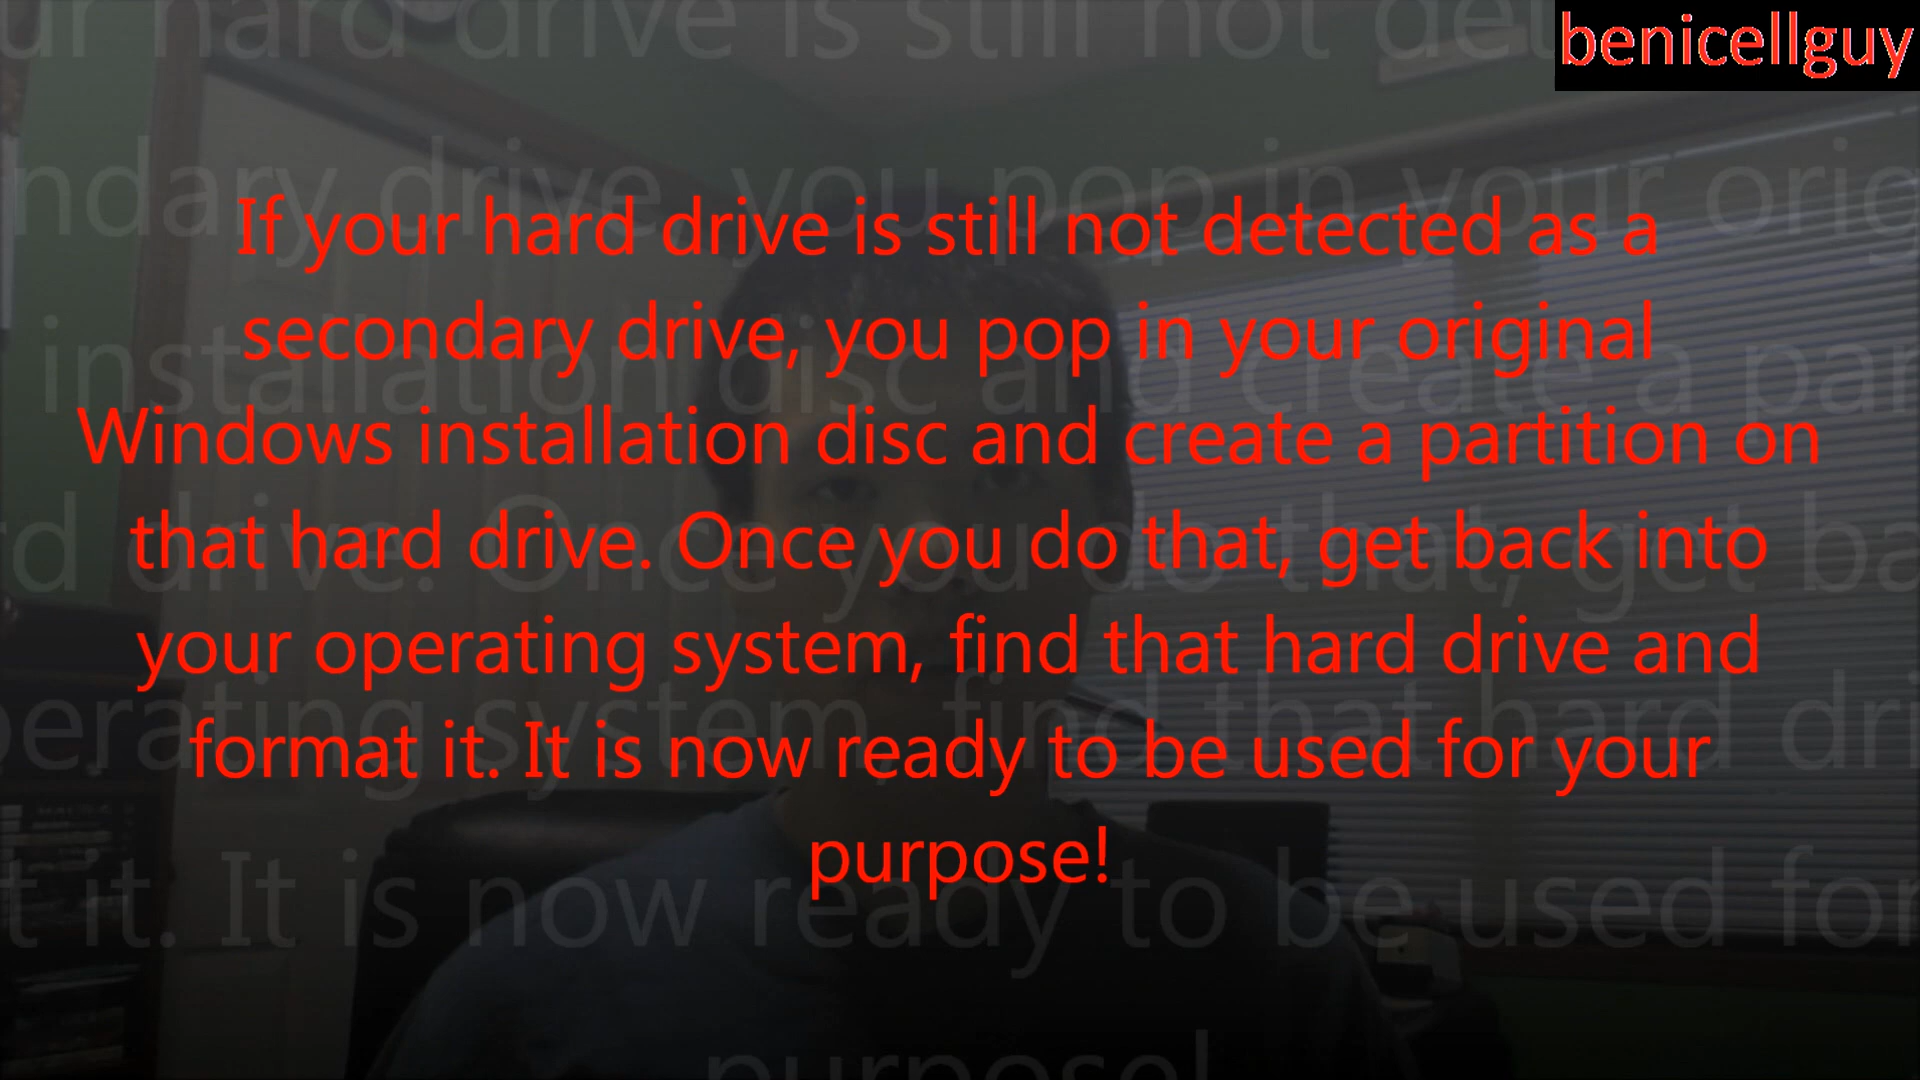 benicellguy
If your hard drive is still not detected as a
secondary drive, you pop in your original
Windows installation disc and create a partition on
that hard drive. Once you do that, get back into
your operating system, find that hard drive and
format it. It is now ready to be used for your
purpose!